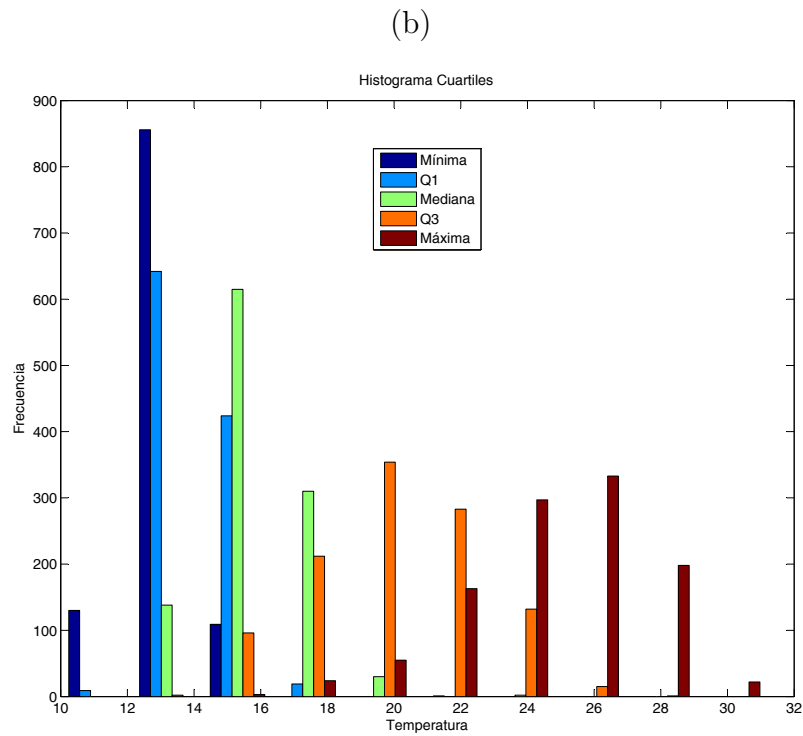 (b)
Histograma Cuartiles
900
800
700
600
500
400
300
200
100
0
Frecuencia
Mínima
Q1
Mediana
Q3
Máxima
10 12 14 16 18 20 22 24 26 28 30 32
Temperatura